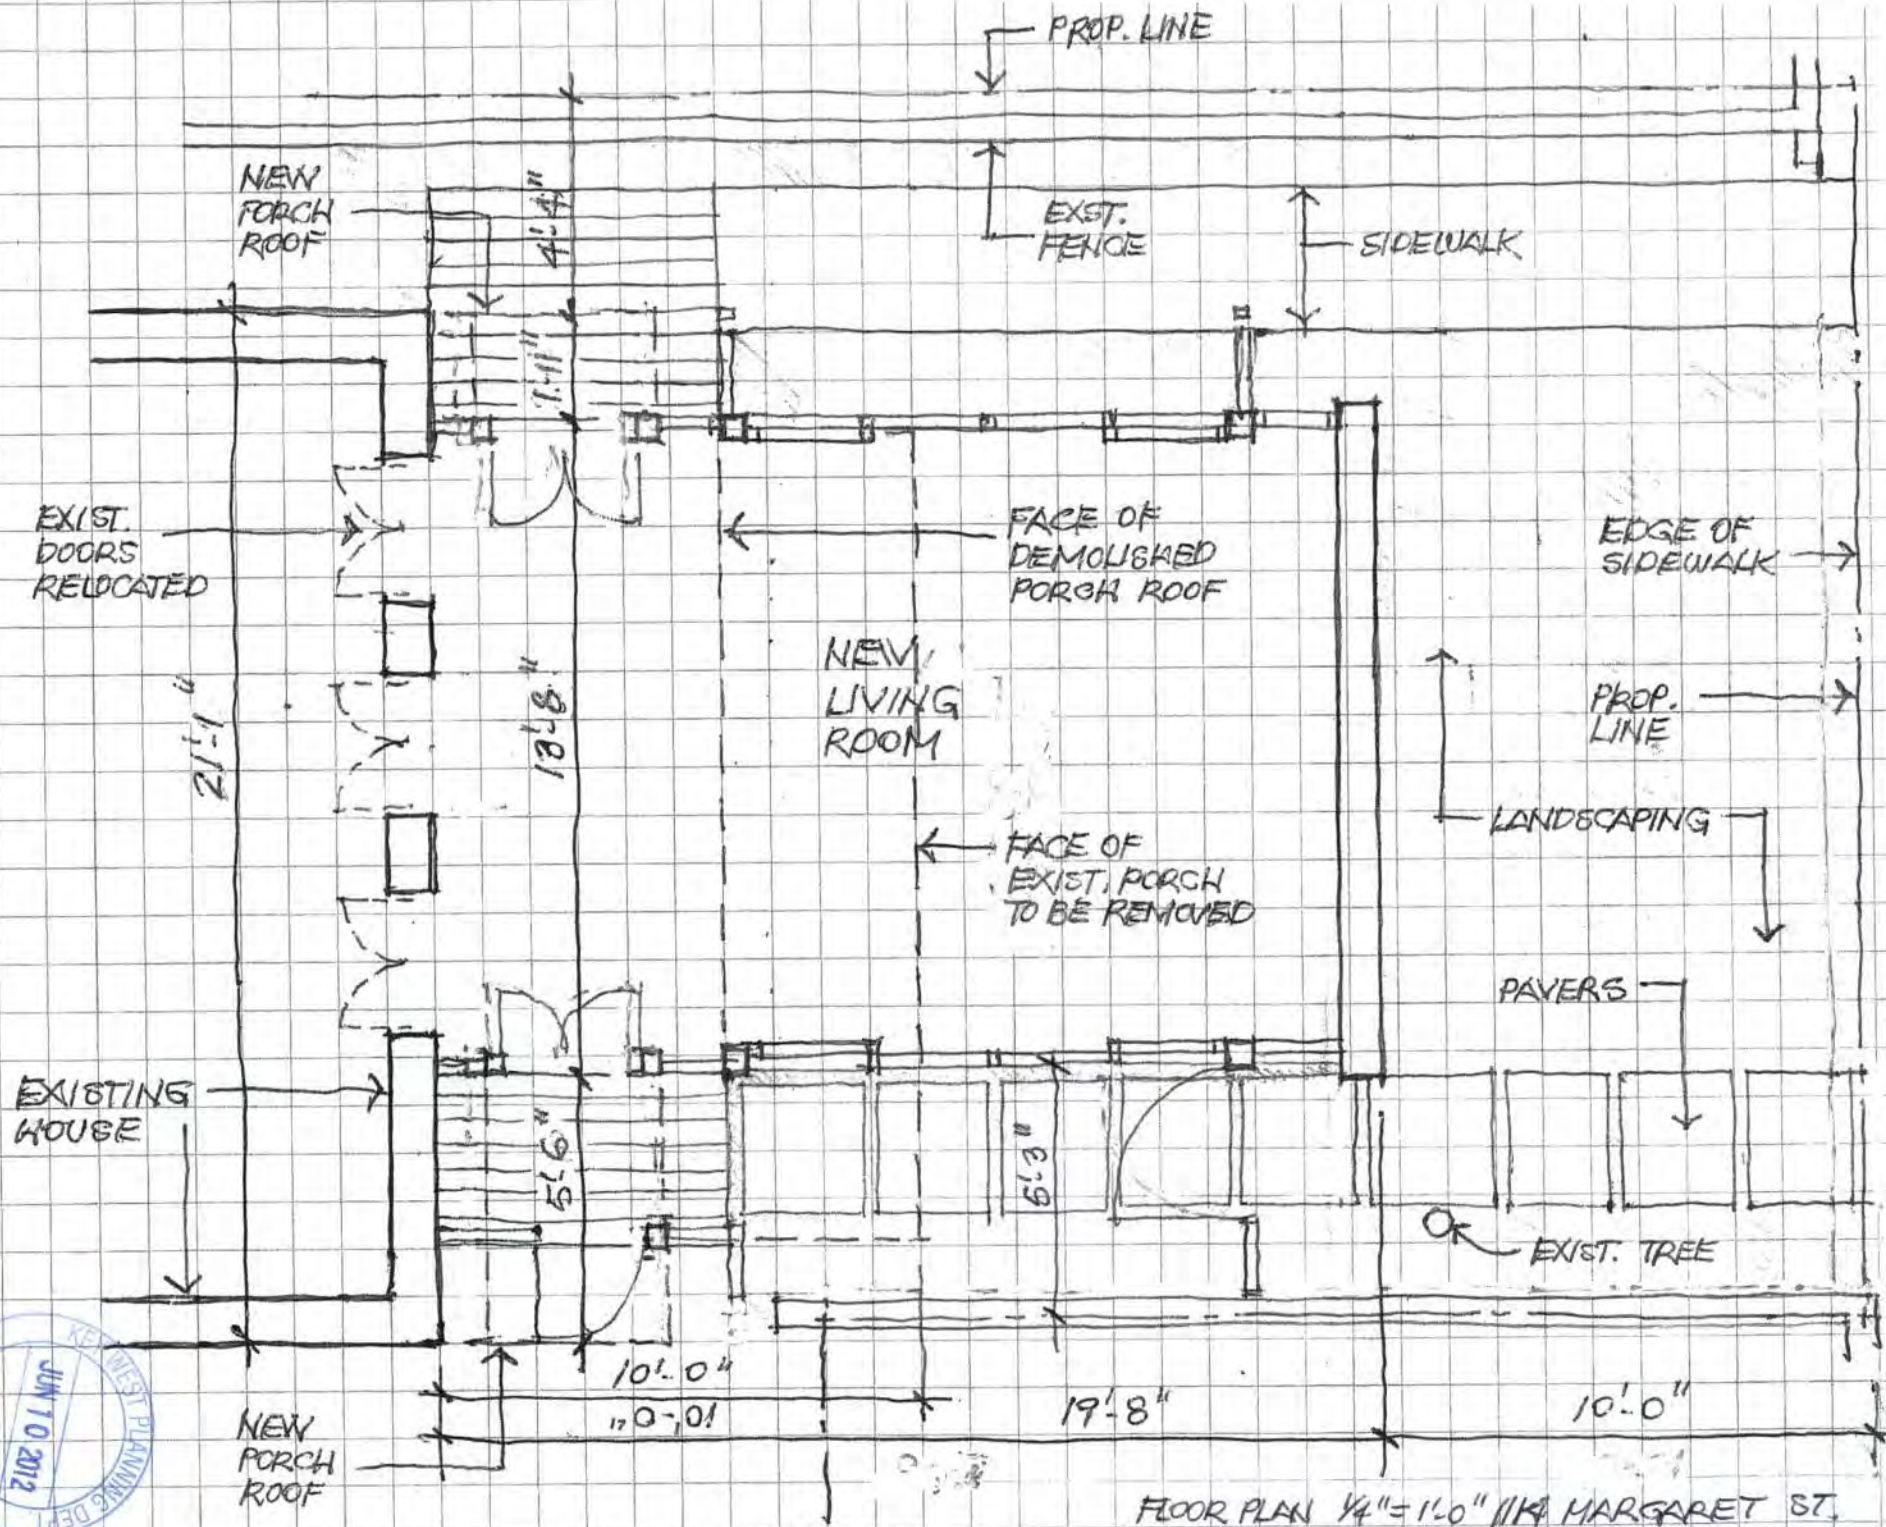 PROP. LINE
NEW
PORCH
ROOF
4'-4"
EXST.
FENCE
SIDEWALK
1'-11"
EXIST.
DOORS
RELOCATED
FACE OF
DEMOLISHED
PORCH ROOF
EDGE OF
SIDEWALK
21'-1"
13'-8"
NEW
LIVING
ROOM
PROP.
LINE
LANDSCAPING
FACE OF
EXIST. PORCH
TO BE REMOVED
PAVERS
EXISTING
HOUSE
5'-6"
5'-3"
EXIST. TREE
10'-0"
10'-0"
19'-8"
10'-0"
NEW
PORCH
ROOF
KEY WEST PLANNING DEPT
JUN 10 2012
FLOOR PLAN 1/4"=1'-0" MARGARET ST.